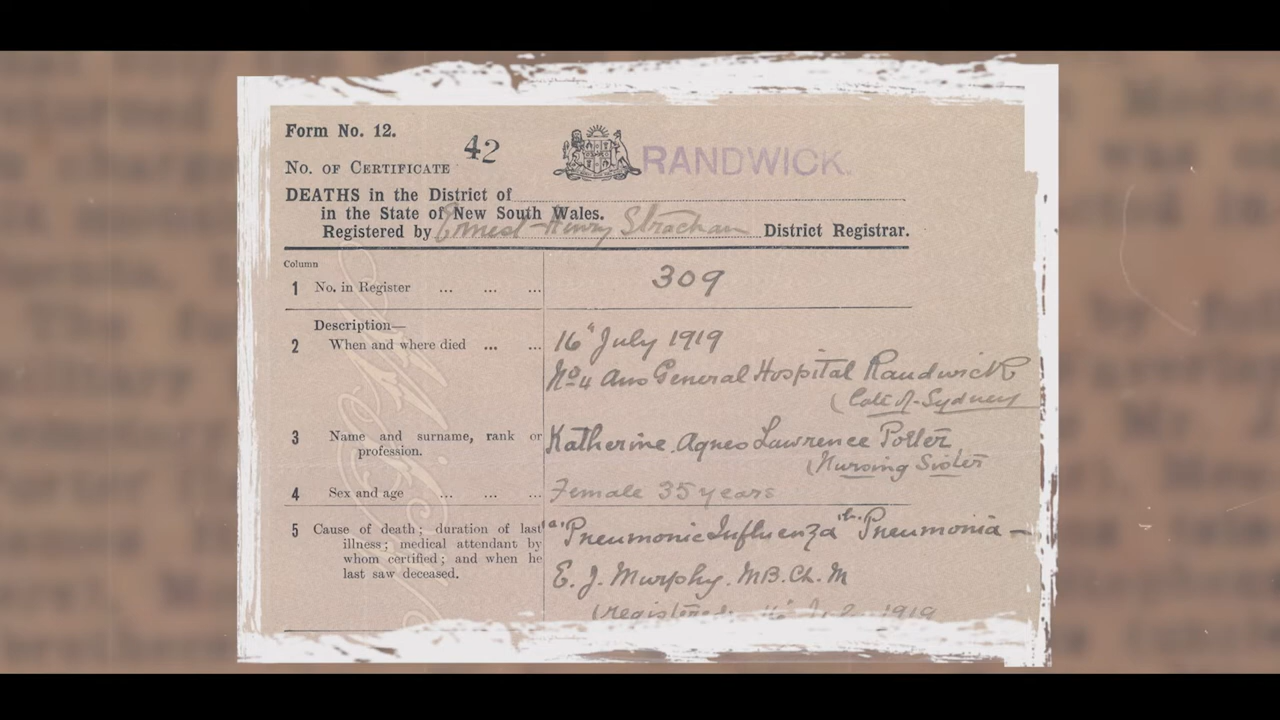 Form No. 12.
No. OF CERTIFICATE 42
RANDWICK.
DEATHS in the District of
in the State of New South Wales.
Registered by Ernest Henry Strachan District Registrar.
Column
1 No. in Register ... ... ... 309
Description—
2 When and where died ... ... 16" July 1919
No 4 Aus General Hospital Randwick
Sydney
3 Name and surname, rank or profession. Katherine Agnes Lawrence Porter
(Nursing Sister
4 Sex and age ... ... ... Female 35 years
5 Cause of death; duration of last "a" Pneumonic Influenza "b" Pneumonia —
illness; medical attendant by
whom certified; and when he E. J. Murphy. MB. Ch. M
last saw deceased.
(registered 1919